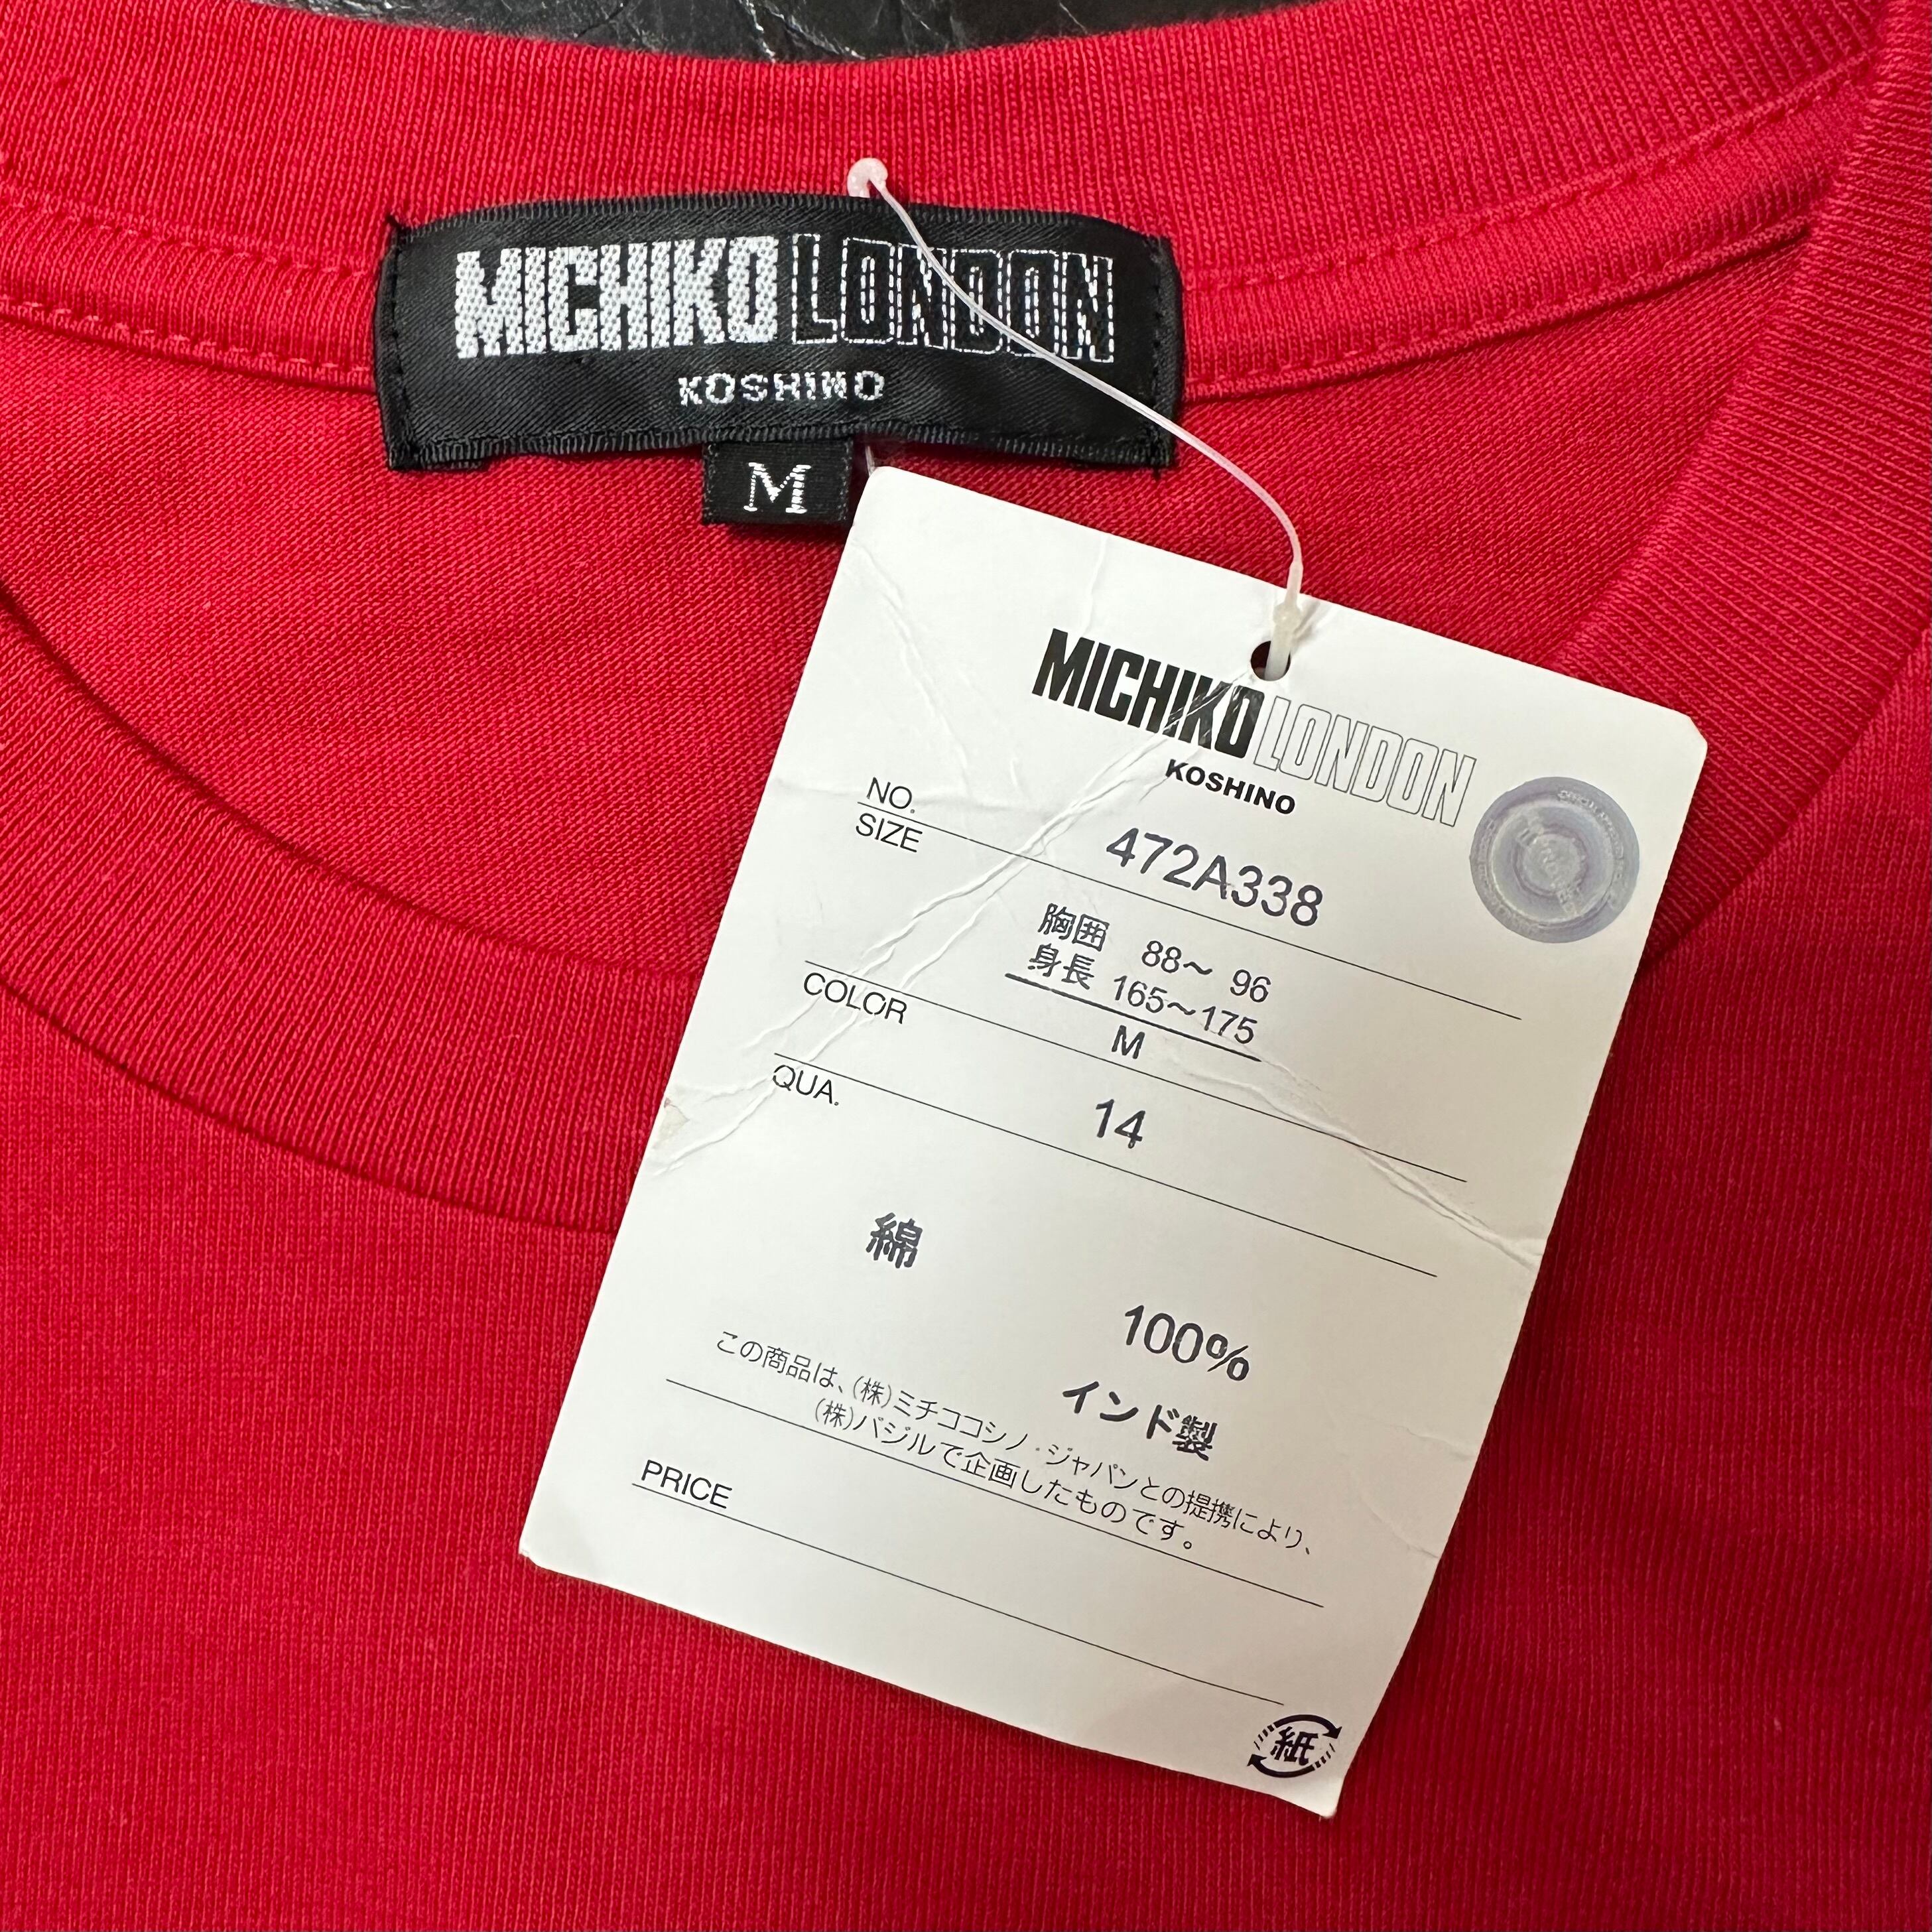 MICHIKO LONDON
KOSHINO
M
MICHIKO LONDON
KOSHINO
NO. 472A338
SIZE
胸囲 88～ 96
身長 165～175
M
COLOR 14
QUA.
綿 100%
インド製
この商品は、(株)ミチココシノ・ジャパンとの提携により、
(株)バジルで企画したものです。
PRICE
紙